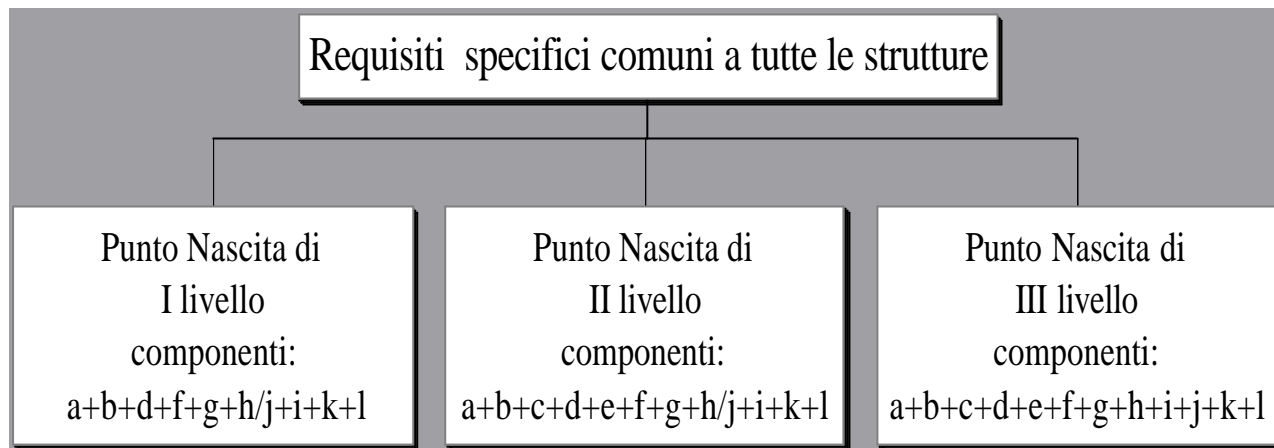 Requisiti specifici comuni a tutte le strutture
Punto Nascita di
I livello
componenti:
a+b+d+f+g+h/j+i+k+l
Punto Nascita di
II livello
componenti:
a+b+c+d+e+f+g+h/j+i+k+l
Punto Nascita di
III livello
componenti:
a+b+c+d+e+f+g+h+i+j+k+l